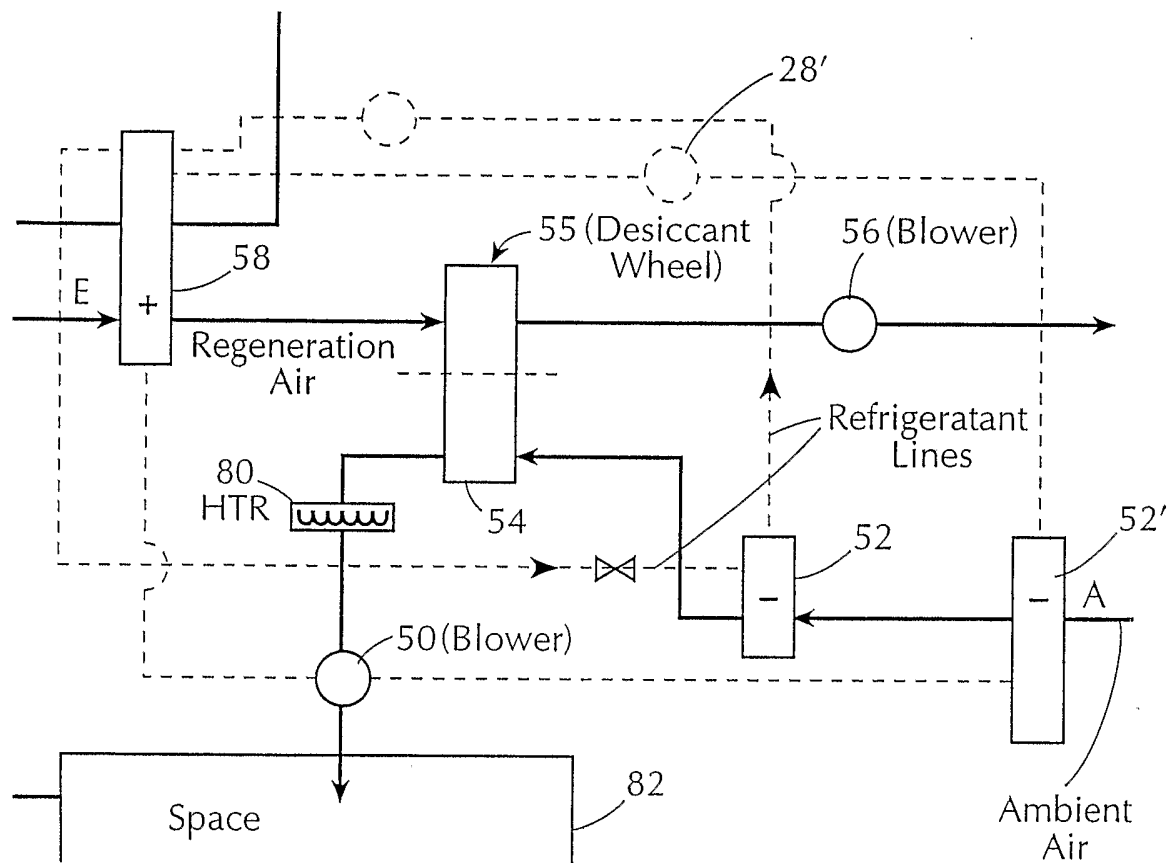 28'
55 (Desiccant
Wheel)
56 (Blower)
58
E
+
Regeneration
Air
Refrigeratant
Lines
80
HTR
54
52
52'
−
−
A
50 (Blower)
82
Space
Ambient
Air